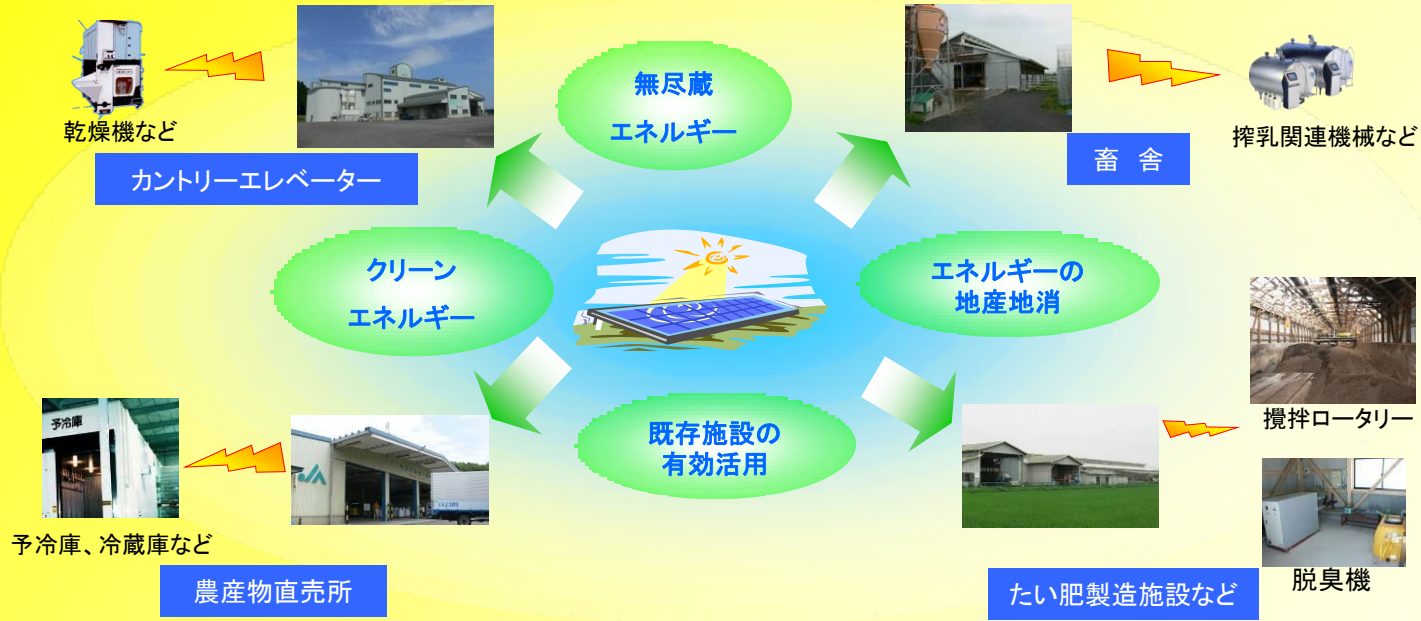 無尽蔵
エネルギー
乾燥機など
カントリーエレベーター
搾乳関連機械など
畜 舎
クリーン
エネルギー
エネルギーの
地産地消
既存施設の
有効活用
予冷庫
JA
予冷庫、冷蔵庫など
農産物直売所
攪拌ロータリー
脱臭機
たい肥製造施設など